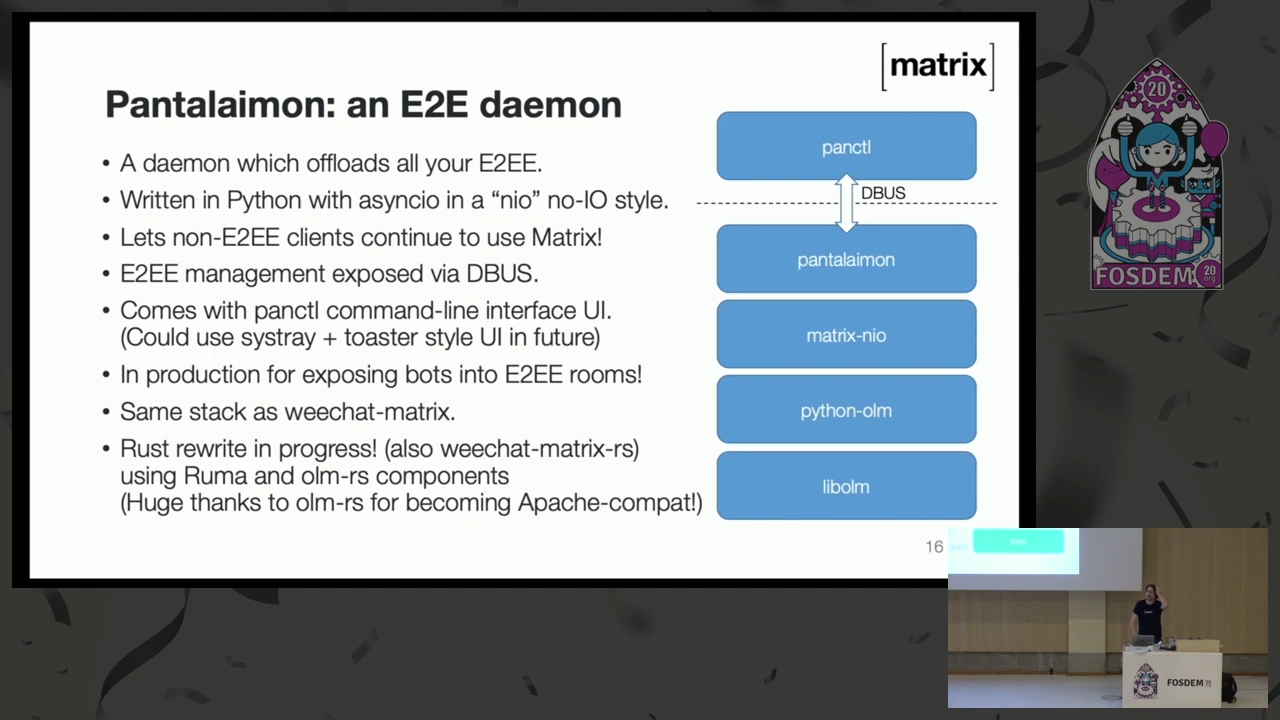 [matrix]
Pantalaimon: an E2E daemon
• A daemon which offloads all your E2EE.
• Written in Python with asyncio in a “nio” no-IO style.
• Lets non-E2EE clients continue to use Matrix!
• E2EE management exposed via DBUS.
• Comes with panctl command-line interface UI.
(Could use systray + toaster style UI in future)
• In production for exposing bots into E2EE rooms!
• Same stack as weechat-matrix.
• Rust rewrite in progress! (also weechat-matrix-rs)
using Ruma and olm-rs components
(Huge thanks to olm-rs for becoming Apache-compat!)
panctl
DBUS
pantalaimon
matrix-nio
python-olm
libolm
16
20
FOSDEM 20
.org
FOSDEM